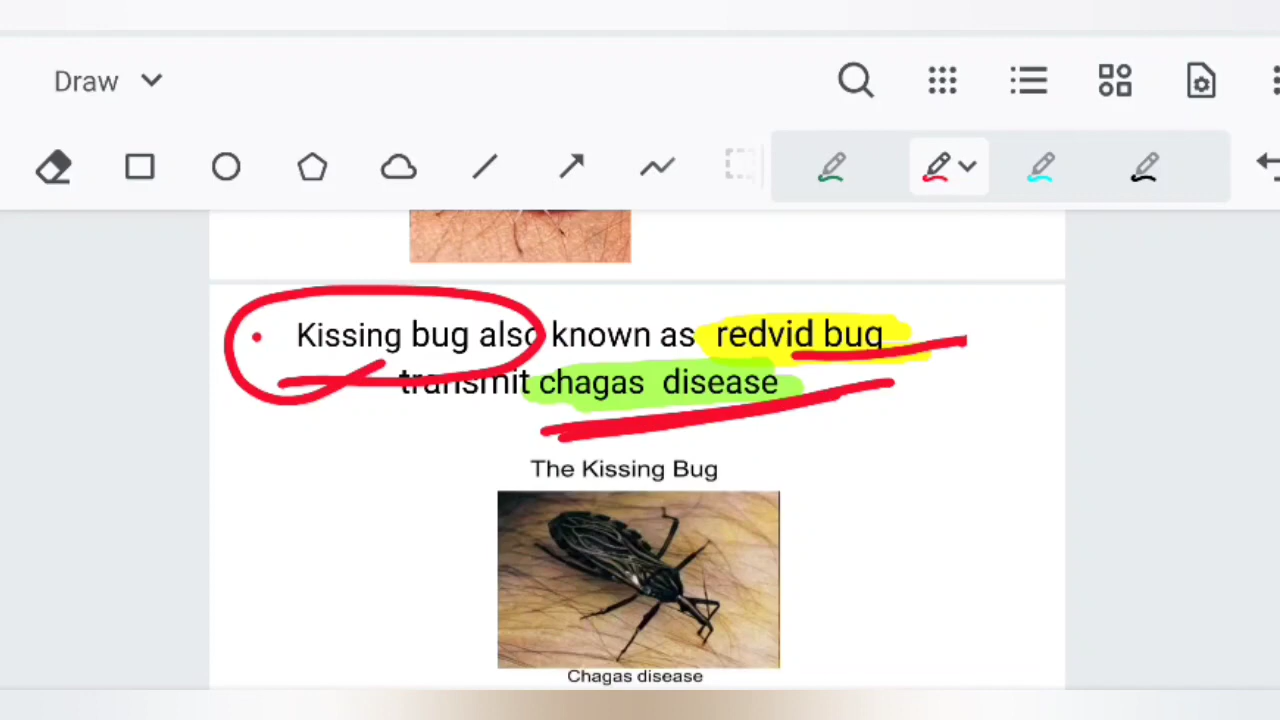 Draw
Kissing bug also known as redvid bug
transmit chagas disease
The Kissing Bug
Chagas disease